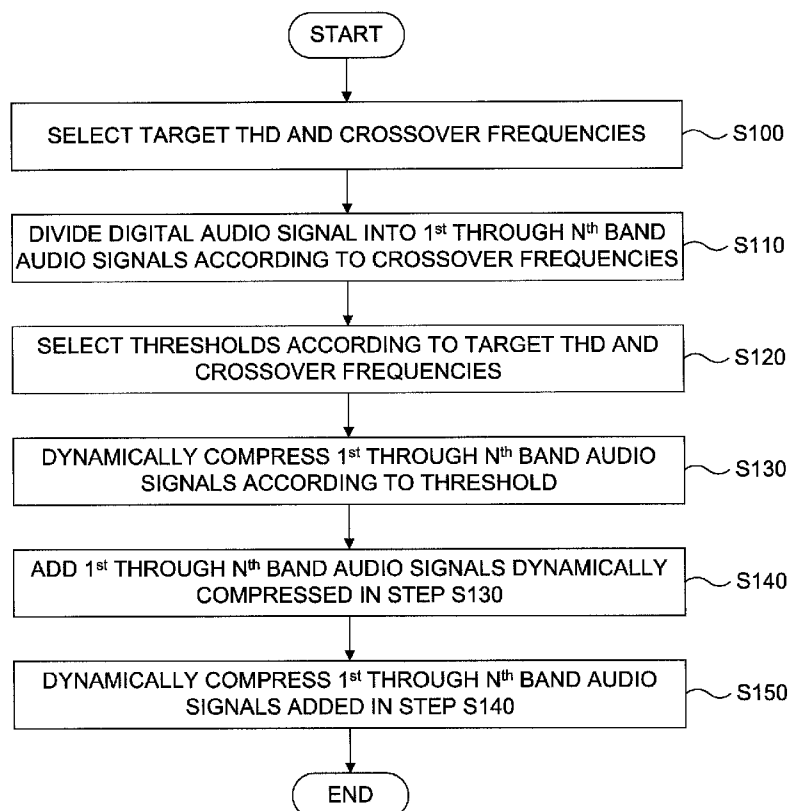 START
SELECT TARGET THD AND CROSSOVER FREQUENCIES
S100
DIVIDE DIGITAL AUDIO SIGNAL INTO 1st THROUGH Nth BAND
AUDIO SIGNALS ACCORDING TO CROSSOVER FREQUENCIES
S110
SELECT THRESHOLDS ACCORDING TO TARGET THD AND
CROSSOVER FREQUENCIES
S120
DYNAMICALLY COMPRESS 1st THROUGH Nth BAND AUDIO
SIGNALS ACCORDING TO THRESHOLD
S130
ADD 1st THROUGH Nth BAND AUDIO SIGNALS DYNAMICALLY
COMPRESSED IN STEP S130
S140
DYNAMICALLY COMPRESS 1st THROUGH Nth BAND AUDIO
SIGNALS ADDED IN STEP S140
S150
END